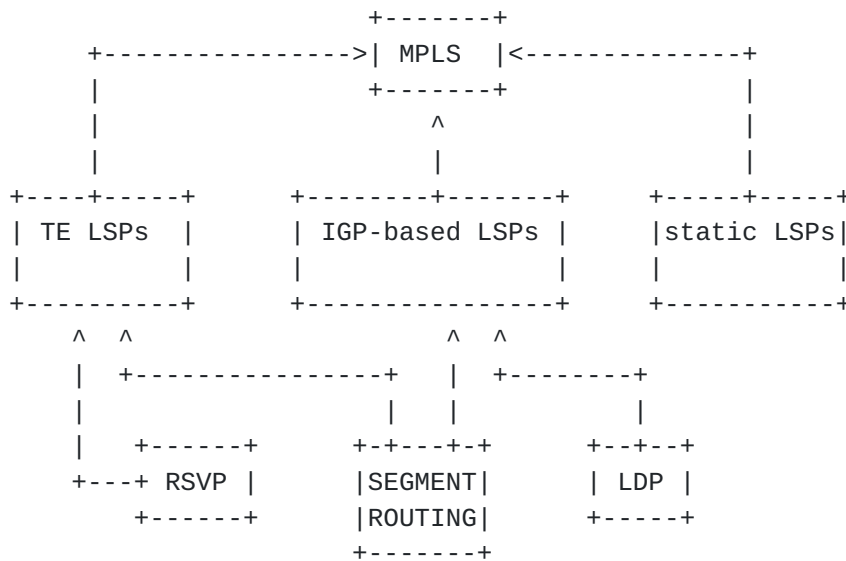 MPLS
TE LSPs IGP-based LSPs static LSPs
RSVP SEGMENT LDP
ROUTING